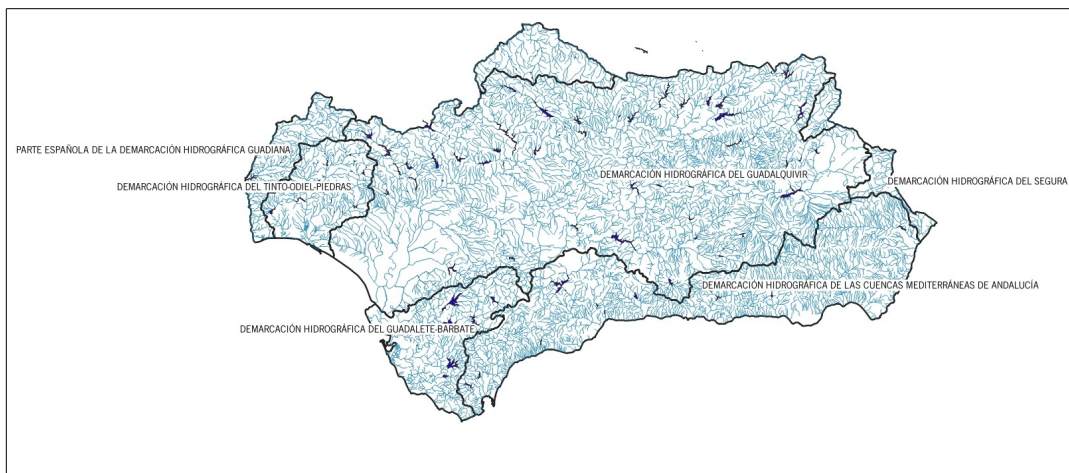 PARTE ESPAÑOLA DE LA DEMARCACIÓN HIDROGRÁFICA GUADIANA
DEMARCACIÓN HIDROGRÁFICA DEL TINTO-ODIEL-PIEDRAS
DEMARCACIÓN HIDROGRÁFICA DEL GUADALQUIVIR
DEMARCACIÓN HIDROGRÁFICA DEL SEGURA
DEMARCACIÓN HIDROGRÁFICA DE LAS CUENCAS MEDITERRÁNEAS DE ANDALUCÍA
DEMARCACIÓN HIDROGRÁFICA DEL GUADALETE-BARBATE